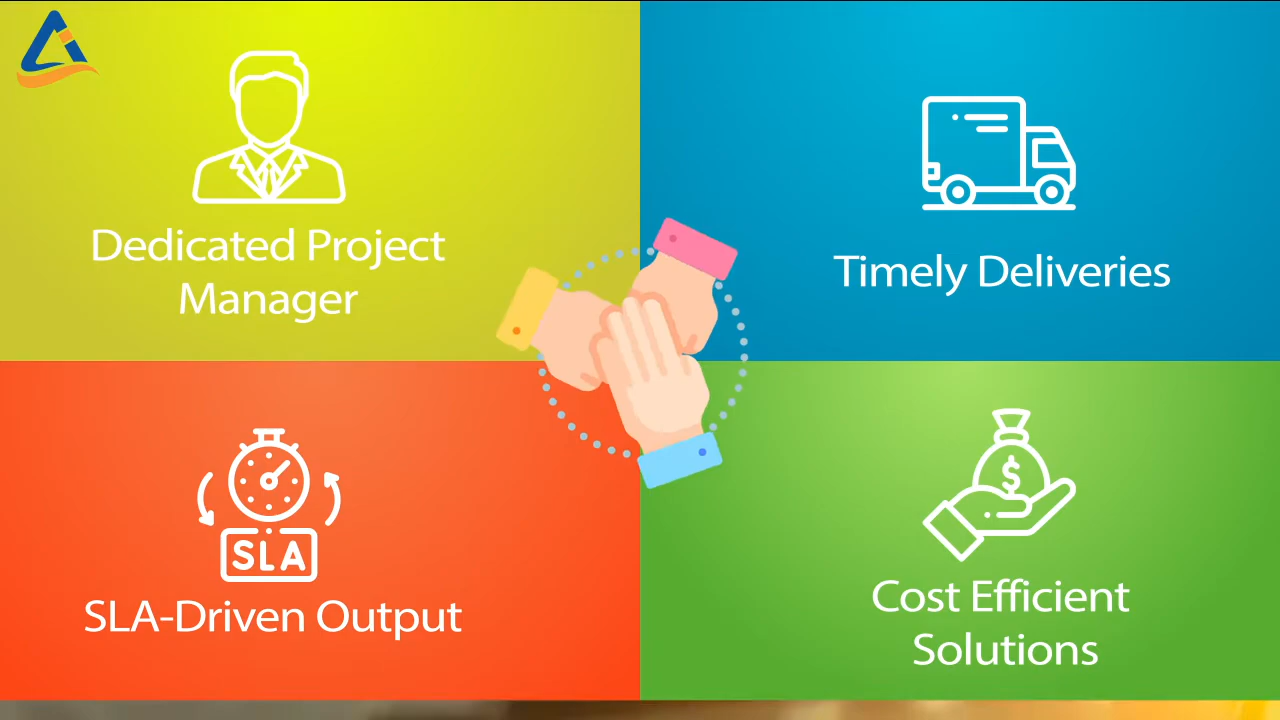 Dedicated Project
Manager
Timely Deliveries
SLA
SLA-Driven Output
$
Cost Efficient
Solutions